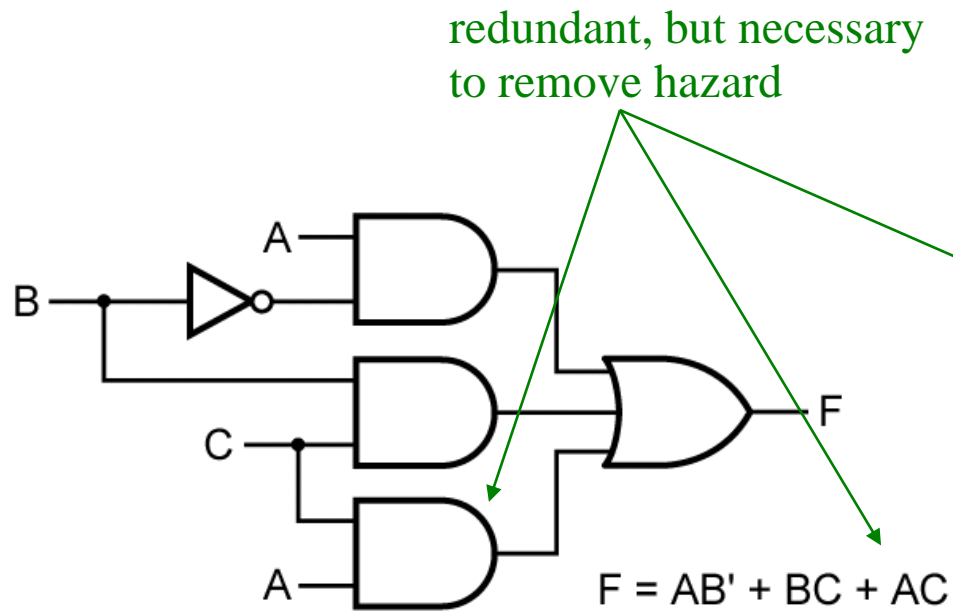 redundant, but necessary
to remove hazard
A
B
C
F
A
F = AB' + BC + AC